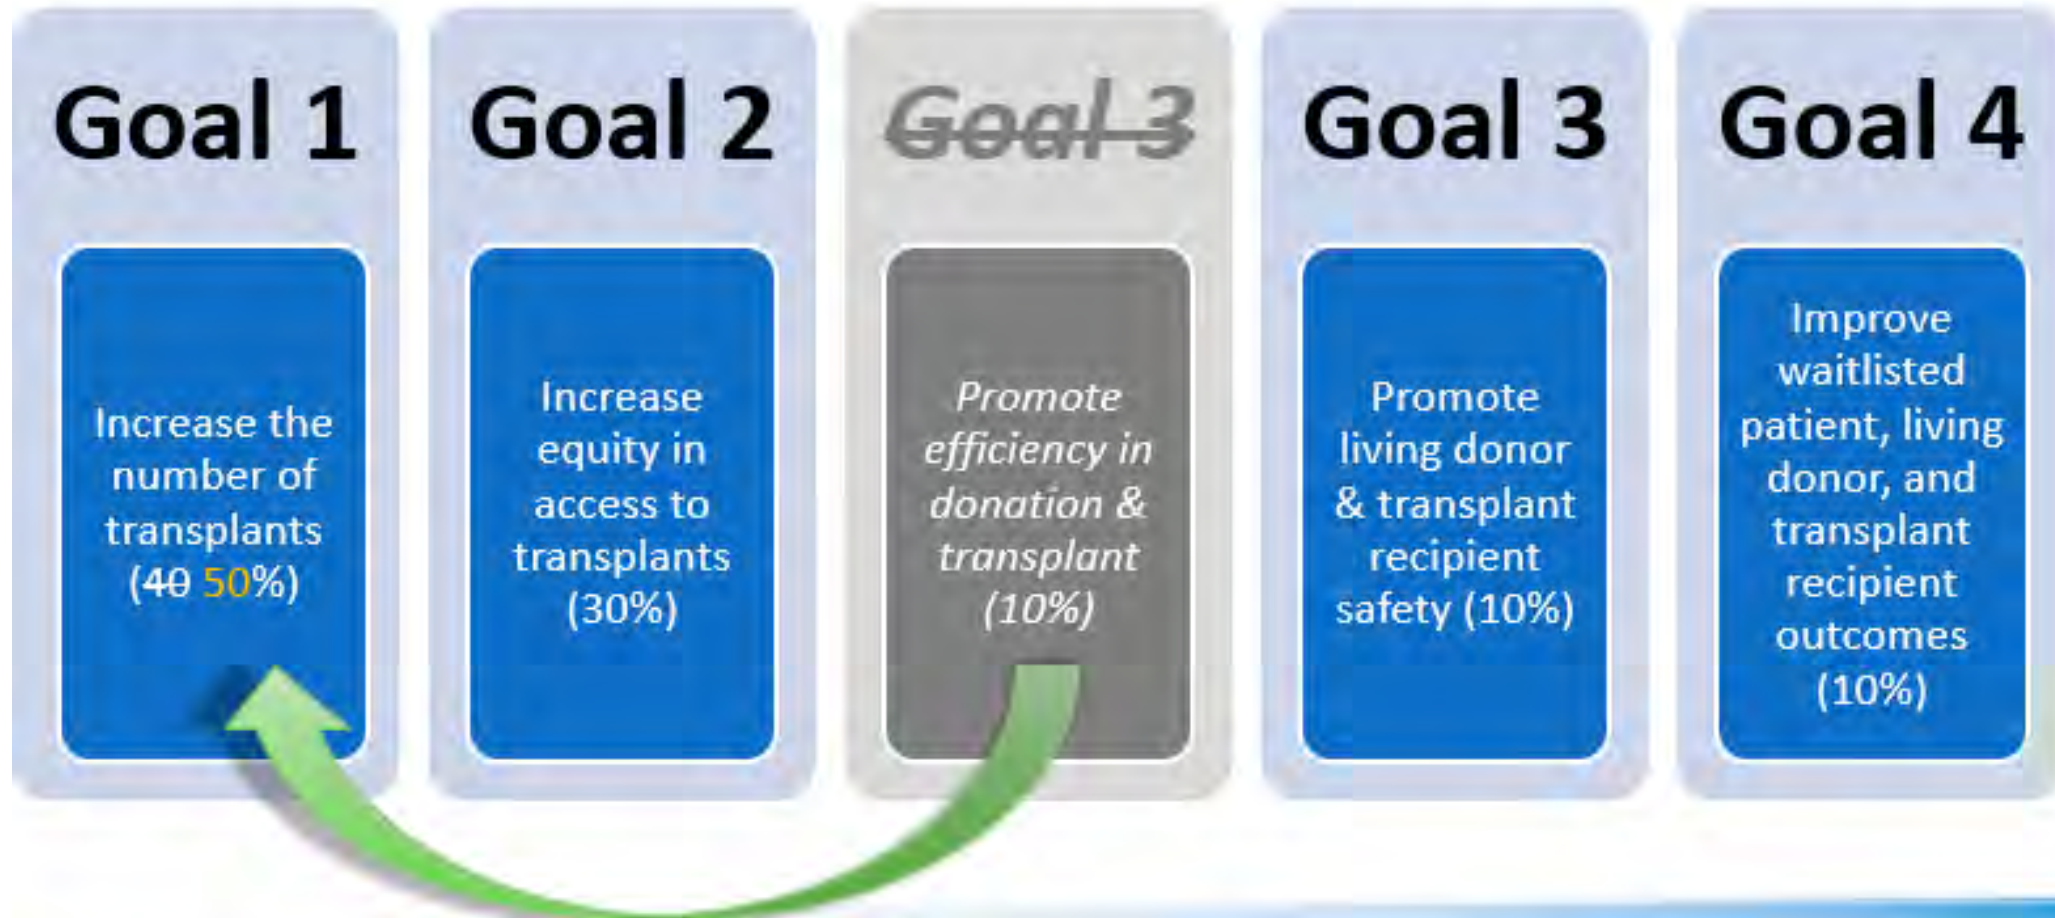 Goal 1
Increase the
number of
transplants
(40 50%)
Goal 2
Increase
equity in
access to
transplants
(30%)
Goal 3
Promote
efficiency in
donation &
transplant
(10%)
Goal 3
Promote
living donor
& transplant
recipient
safety (10%)
Goal 4
Improve
waitlisted
patient, living
donor, and
transplant
recipient
outcomes
(10%)